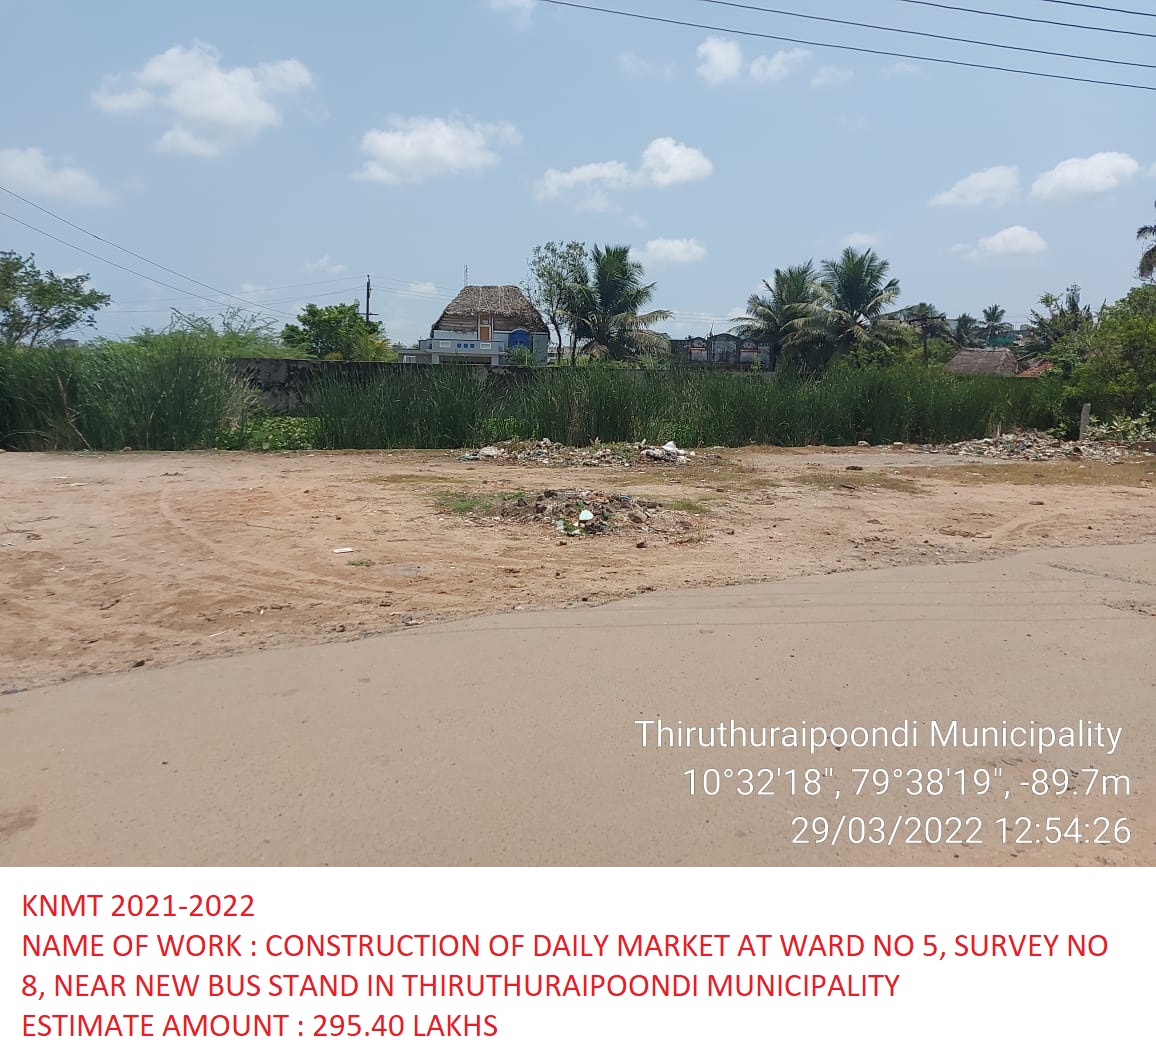 Thiruthuraipoondi Municipality
10°32'18", 79°38'19", -89.7m
29/03/2022 12:54:26
KNMT 2021-2022
NAME OF WORK : CONSTRUCTION OF DAILY MARKET AT WARD NO 5, SURVEY NO
8, NEAR NEW BUS STAND IN THIRUTHURAIPOONDI MUNICIPALITY
ESTIMATE AMOUNT : 295.40 LAKHS